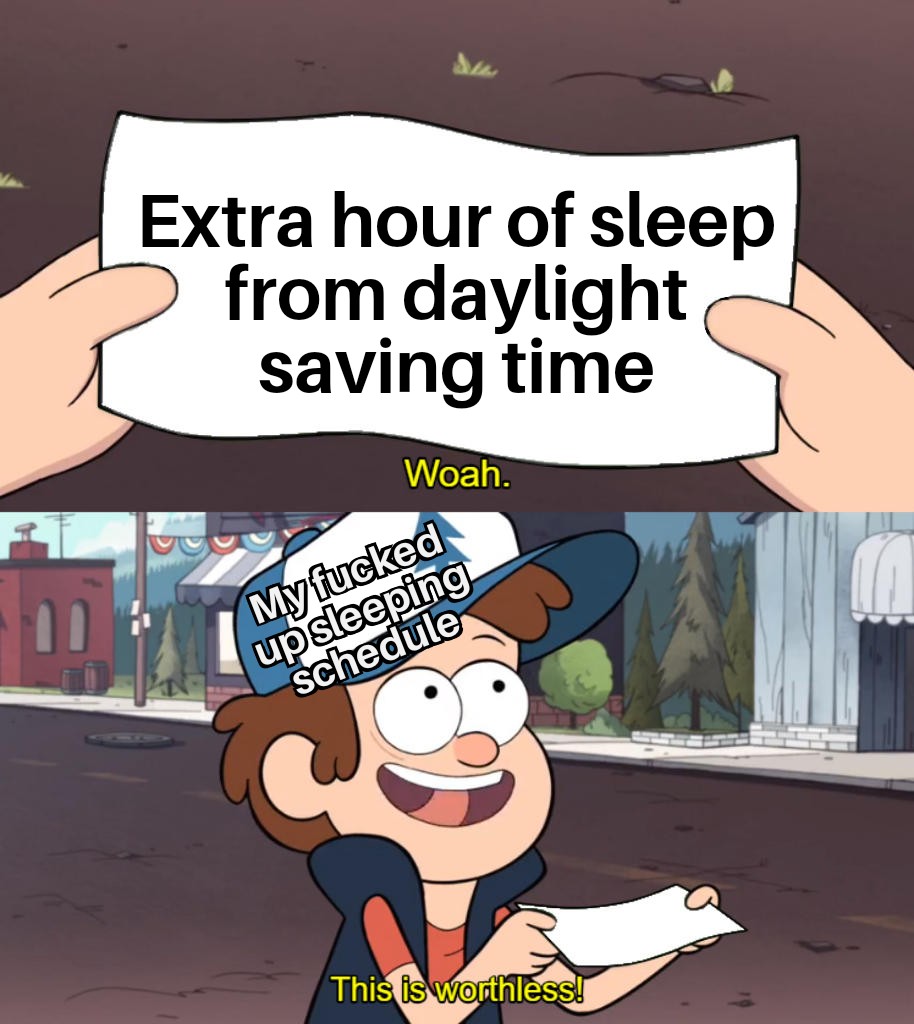 Extra hour of sleep
from daylight
saving time
Woah.
My fucked
up sleeping
schedule
This is worthless!